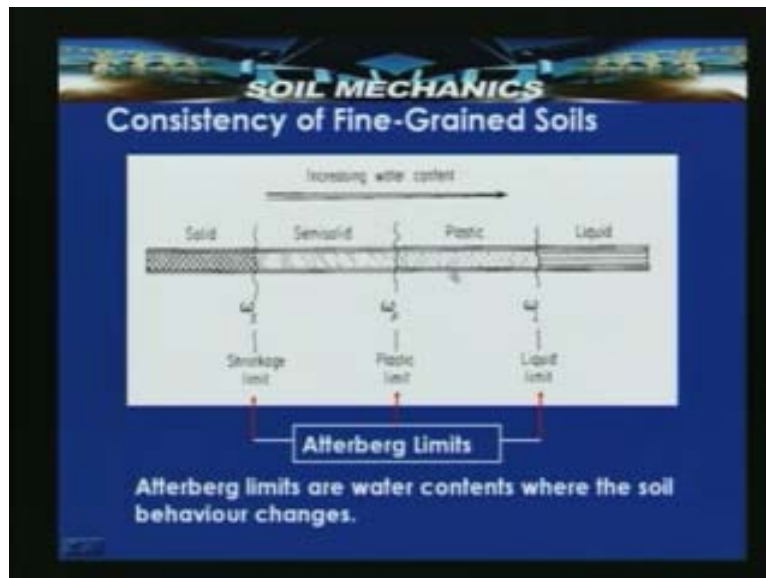 SOIL MECHANICS
Consistency of Fine-Grained Soils
Increasing water content
Solid Semisolid Plastic Liquid
Shrinkage Plastic Liquid
limit limit limit
Atterberg Limits
Atterberg limits are water contents where the soil
behaviour changes.